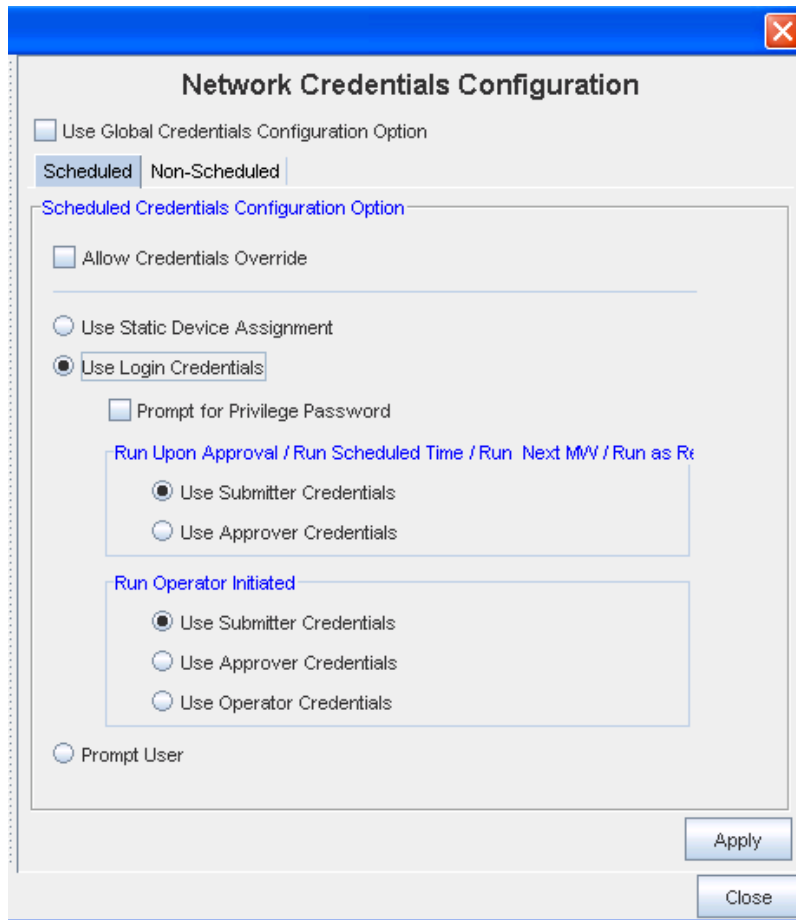 Network Credentials Configuration
Use Global Credentials Configuration Option
Scheduled Non-Scheduled
Scheduled Credentials Configuration Option
Allow Credentials Override
Use Static Device Assignment
Use Login Credentials
Prompt for Privilege Password
Run Upon Approval / Run Scheduled Time / Run Next MW / Run as Re
Use Submitter Credentials
Use Approver Credentials
Run Operator Initiated
Use Submitter Credentials
Use Approver Credentials
Use Operator Credentials
Prompt User
Apply
Close